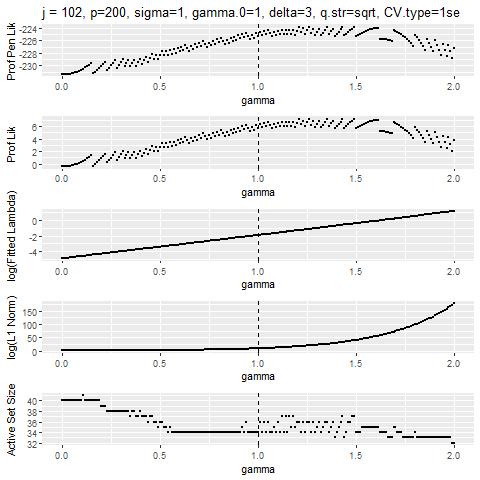 j = 102, p=200, sigma=1, gamma.0=1, delta=3, q.str=sqrt, CV.type=1se
Prof Pen Lik
-224
-226
-228
-230
0.0 0.5 1.0 1.5 2.0
gamma
Prof Lik
6
4
2
0
0.0 0.5 1.0 1.5 2.0
gamma
log(Fitted Lambda)
0
-2
-4
0.0 0.5 1.0 1.5 2.0
gamma
log(L1 Norm)
150
100
50
0
0.0 0.5 1.0 1.5 2.0
gamma
Active Set Size
40
38
36
34
32
0.0 0.5 1.0 1.5 2.0
gamma